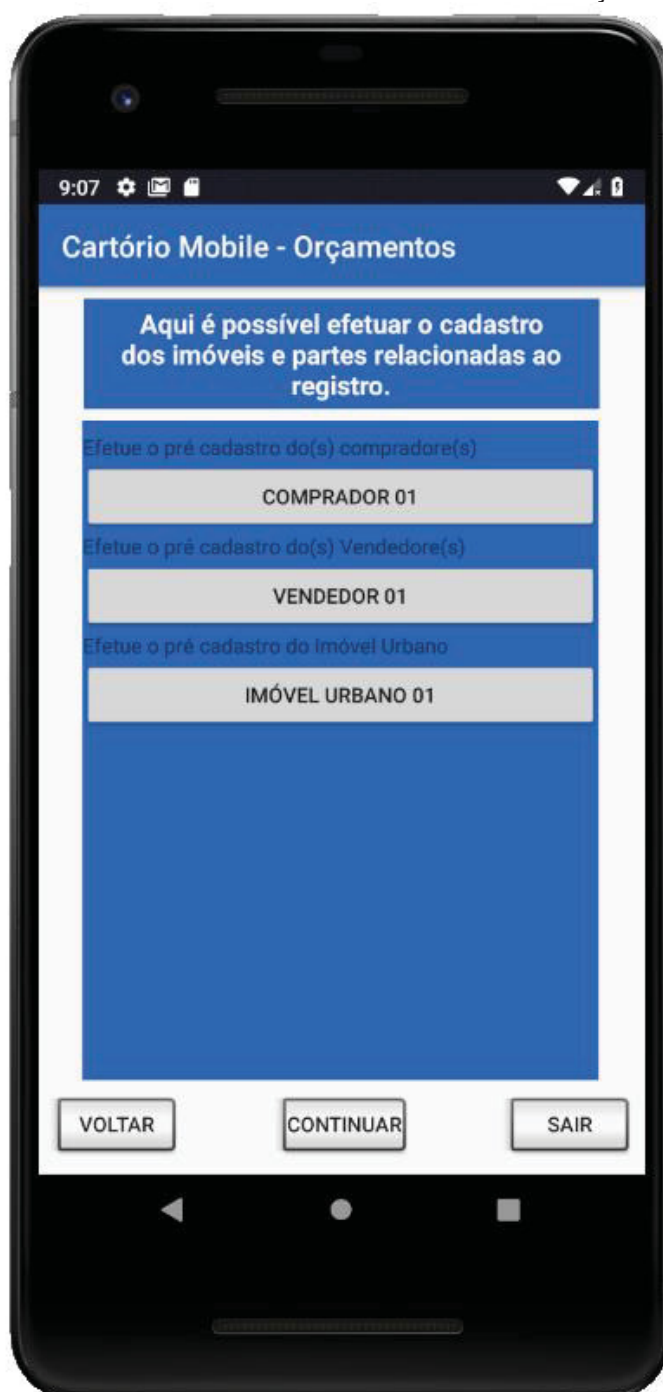 9:07
Cartório Mobile - Orçamentos
Aqui é possível efetuar o cadastro
dos imóveis e partes relacionadas ao
registro.
Efetue o pré cadastro do(s) compradore(s)
COMPRADOR 01
Efetue o pré cadastro do(s) Vendedore(s)
VENDEDOR 01
Efetue o pré cadastro do Imóvel Urbano
IMÓVEL URBANO 01
VOLTAR CONTINUAR SAIR